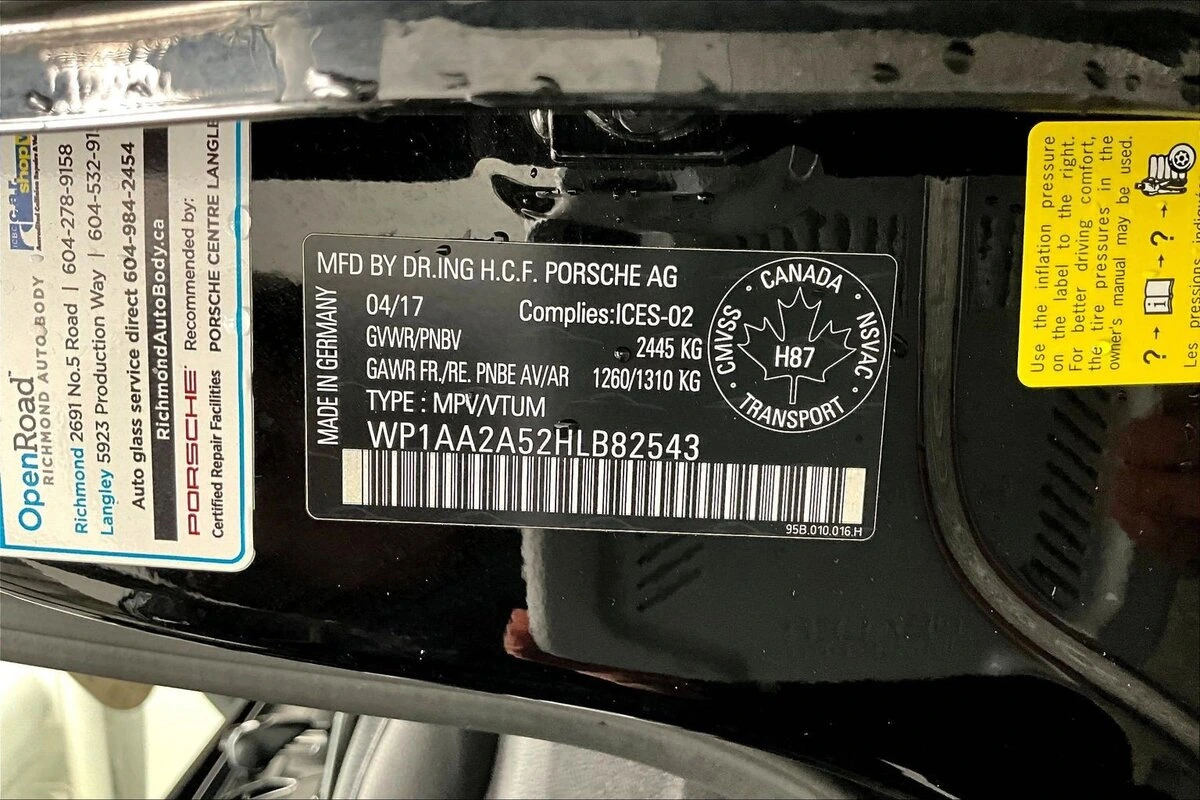 OpenRoad
RICHMOND AUTO BODY
ICBC car shop
Richmond 2691 No.5 Road | 604-278-9158
Langley 5923 Production Way | 604-532-91
Auto glass service direct 604-984-2454
RichmondAutoBody.ca
PORSCHE Recommended by:
Certified Repair Facilities PORSCHE CENTRE LANGLE
MFD BY DR.ING H.C.F. PORSCHE AG
MADE IN GERMANY
04/17 Complies:ICES-02
GVWR/PNBV 2445 KG
GAWR FR./RE. PNBE AV/AR 1260/1310 KG
TYPE : MPV/VTUM
WP1AA2A52HLB82543
95B.010.016.H
CANADA · NSVAC · TRANSPORT · CMVSS ·
H87
Use the inflation pressure
on the label to the right.
For better driving comfort,
the tire pressures in the
owner's manual may be used.
? → i → ? →
Les pressions indi